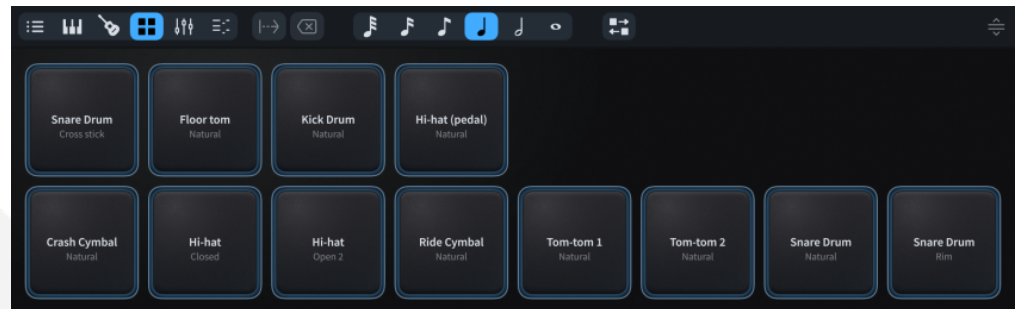 Snare Drum
Cross stick
Floor tom
Natural
Kick Drum
Natural
Hi-hat (pedal)
Natural
Crash Cymbal
Natural
Hi-hat
Closed
Hi-hat
Open 2
Ride Cymbal
Natural
Tom-tom 1
Natural
Tom-tom 2
Natural
Snare Drum
Natural
Snare Drum
Rim